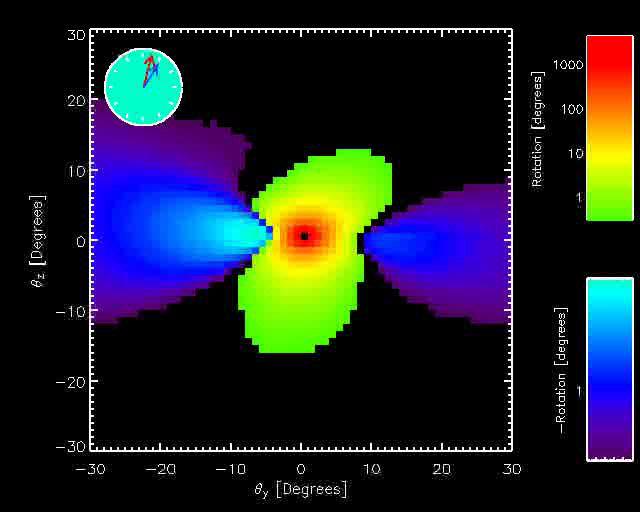 30
20
10
0
−10
−20
−30
θz [Degrees]
−30 −20 −10 0 10 20 30
θy [Degrees]
Rotation [degrees]
1000
100
10
1
−Rotation [degrees]
1